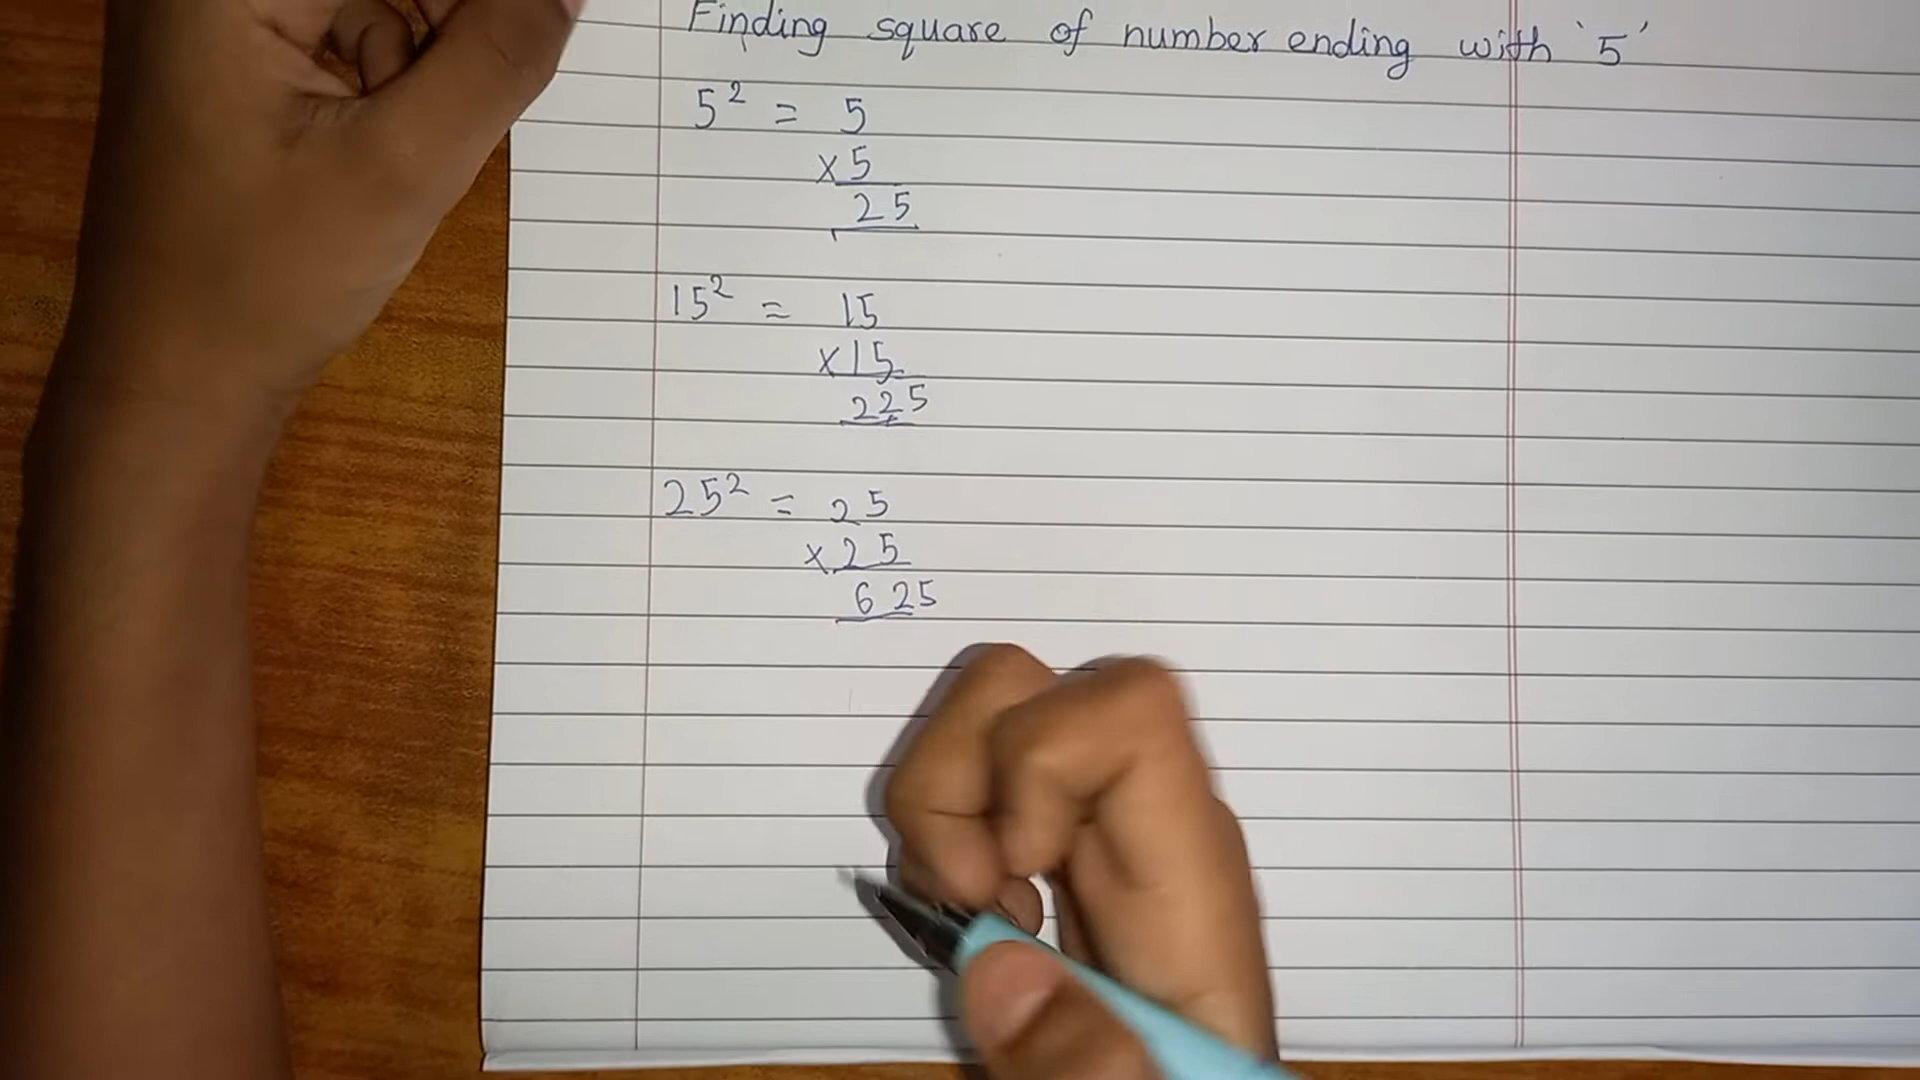 Finding square of number ending with '5'
5² = 5
×5
25
15² = 15
×15
225
25² = 25
×25
625